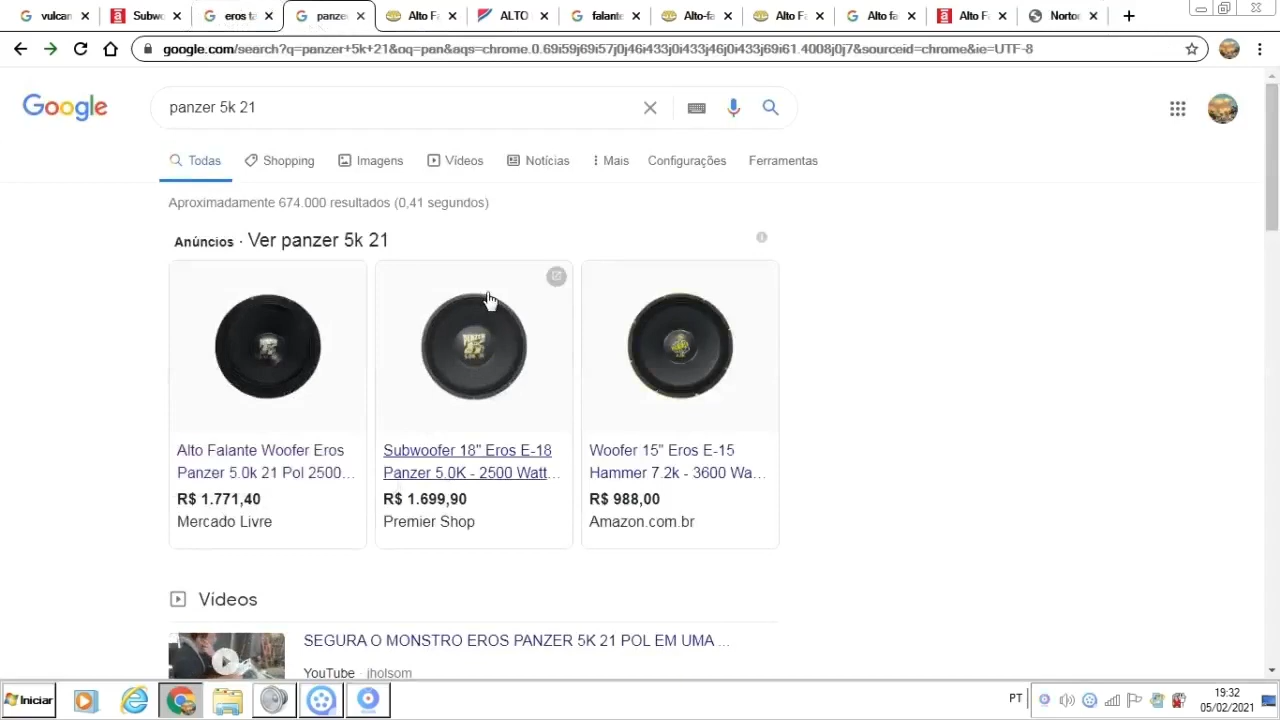 vulcan
Subwo
eros ta
panze
Alto F
ALTO
falante
Alto-fa
Alto F
Alto fa
Alto F
Norton
google.com/search?q=panzer+5k+21&oq=pan&aqs=chrome.0.69i59j69i57j0j46i433j0i433j46j0i433j69i61.4008j0j7&sourceid=chrome&ie=UTF-8
Google
panzer 5k 21
Todas
Shopping
Imagens
Vídeos
Notícias
Mais
Configurações
Ferramentas
Aproximadamente 674.000 resultados (0,41 segundos)
Anúncios · Ver panzer 5k 21
Alto Falante Woofer Eros
Panzer 5.0k 21 Pol 2500...
R$ 1.771,40
Mercado Livre
Subwoofer 18" Eros E-18
Panzer 5.0K - 2500 Watt...
R$ 1.699,90
Premier Shop
Woofer 15" Eros E-15
Hammer 7.2k - 3600 Wa...
R$ 988,00
Amazon.com.br
Vídeos
SEGURA O MONSTRO EROS PANZER 5K 21 POL EM UMA ...
YouTube jholsom
Iniciar
PT
19:32
05/02/2021